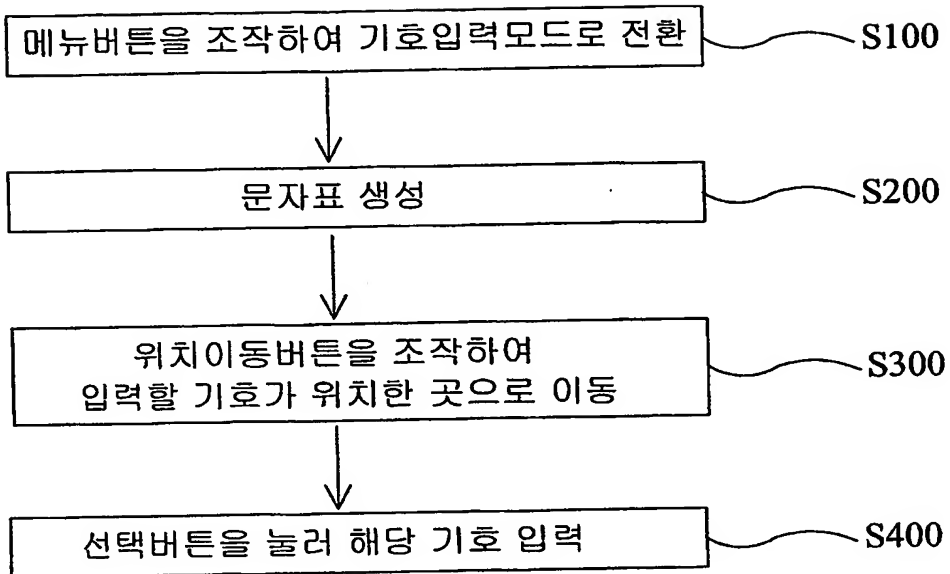 메뉴버튼을 조작하여 기호입력모드로 전환
S100
문자표 생성
S200
위치이동버튼을 조작하여
입력할 기호가 위치한 곳으로 이동
S300
선택버튼을 눌러 해당 기호 입력
S400